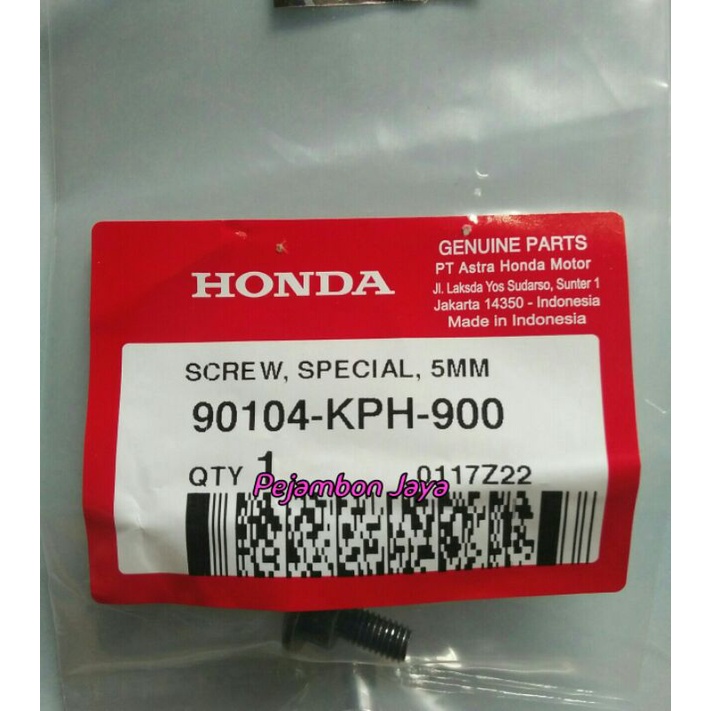 HONDA
GENUINE PARTS
PT Astra Honda Motor
Jl. Laksda Yos Sudarso, Sunter 1
Jakarta 14350 - Indonesia
Made in Indonesia
SCREW, SPECIAL, 5MM
90104-KPH-900
QTY 1 0117Z22
Pejambon Jaya